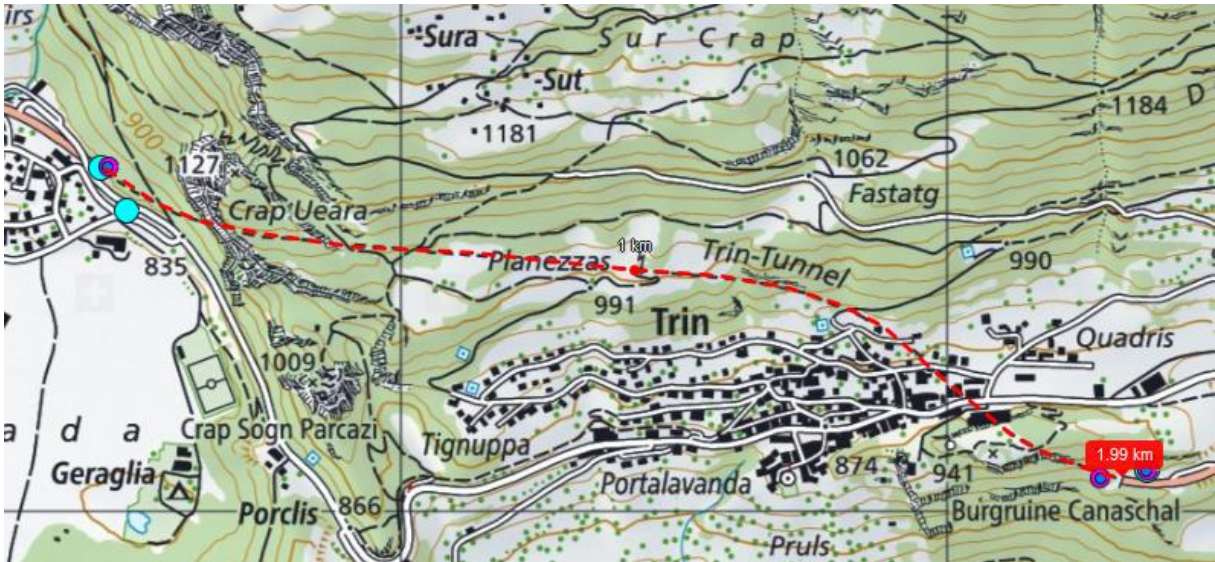 Sura
Sur Crap
Sut
1181
1184
D
900
1127
1062
Fastatg
Crap Ueara
835
1 km
Planezzas
Trin-Tunnel
990
991
Trin
Quadris
1009
Crap Sogn Parcazi
ada
Geraglia
Tignuppa
Portalavanda
874
941
1.99 km
Porclis
866
Burgruine Canaschal
Pruls